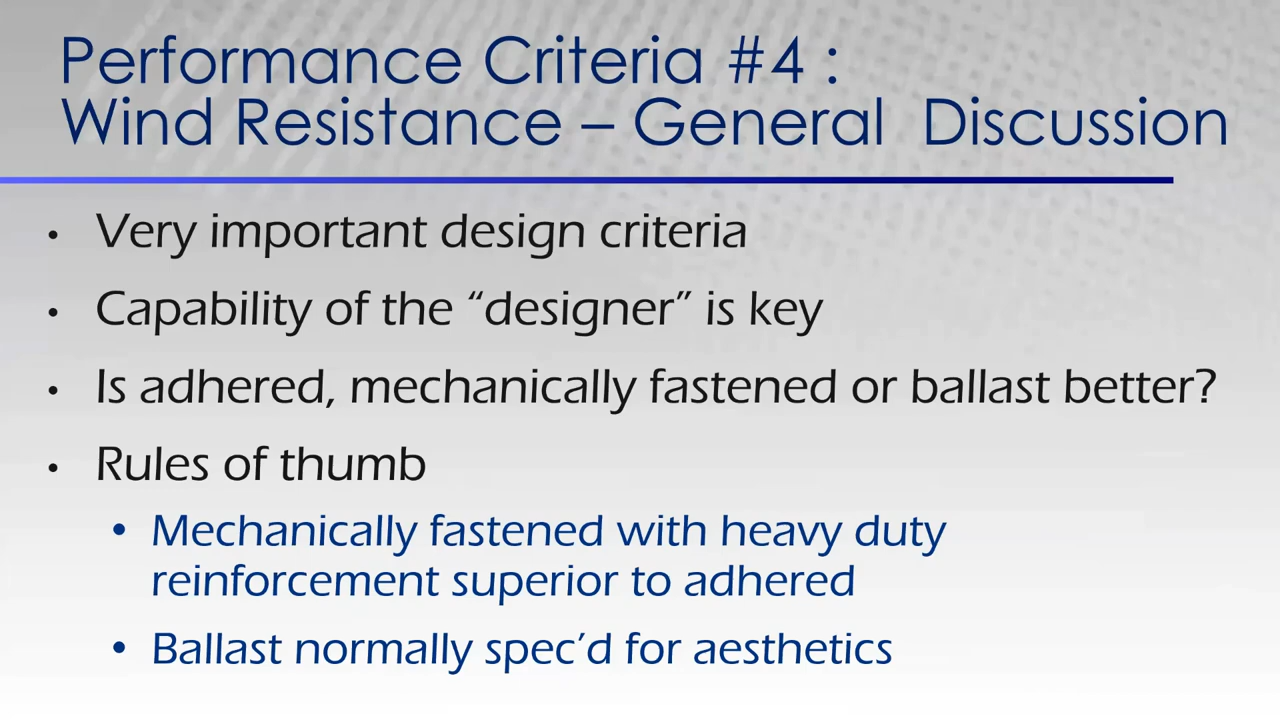 Performance Criteria #4 :
Wind Resistance – General  Discussion
• Very important design criteria
• Capability of the “designer” is key
• Is adhered, mechanically fastened or ballast better?
• Rules of thumb
• Mechanically fastened with heavy duty
reinforcement superior to adhered
• Ballast normally spec’d for aesthetics